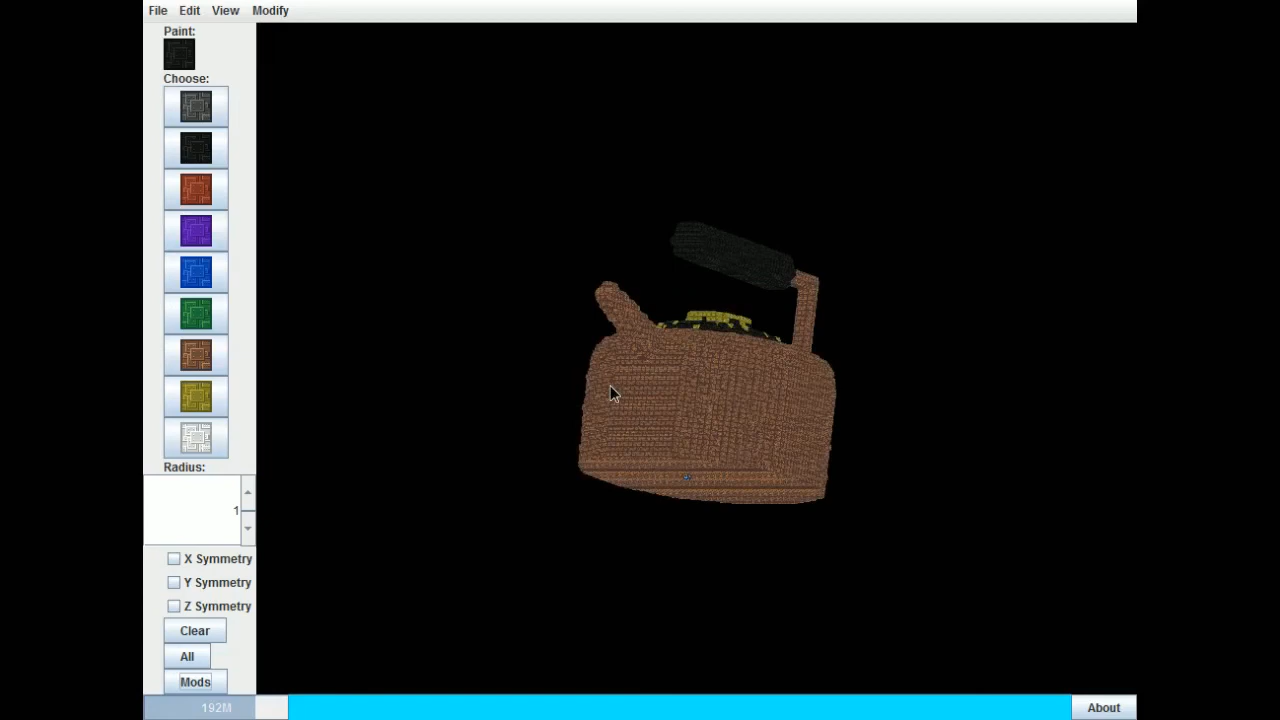 File Edit View Modify
Paint:
Choose:
Radius:
1
X Symmetry
Y Symmetry
Z Symmetry
Clear
All
Mods
192M
About